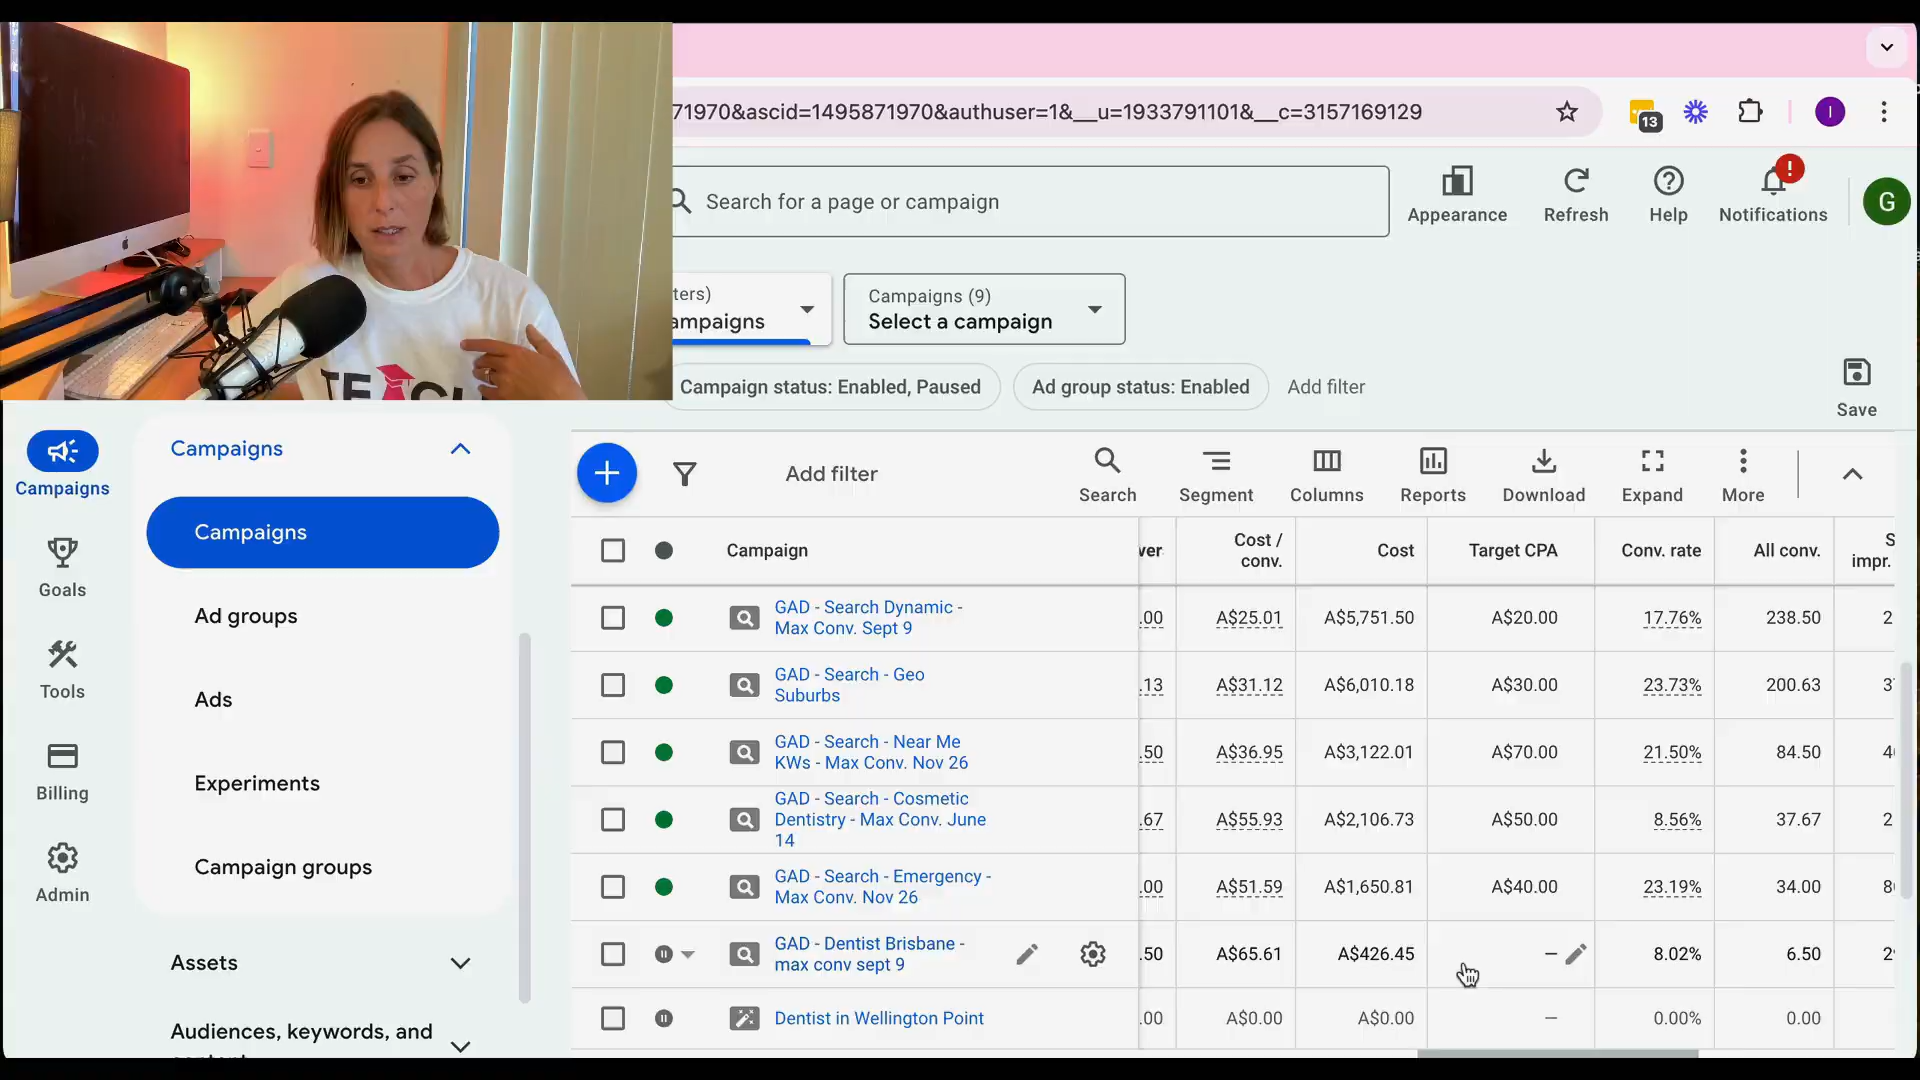 71970&ascid=1495871970&authuser=1&__u=1933791101&__c=3157169129
13
I
Search for a page or campaign
Appearance
Refresh
Help
!
Notifications
G
ters)
ampaigns
Campaigns (9)
Select a campaign
Campaign status: Enabled, Paused
Ad group status: Enabled
Add filter
Save
Campaigns
Goals
Tools
Billing
Admin
Campaigns
Campaigns
Ad groups
Ads
Experiments
Campaign groups
Assets
Audiences, keywords, and
Add filter
Search
Segment
Columns
Reports
Download
Expand
More
Campaign
ver
Cost /
conv.
Cost
Target CPA
Conv. rate
All conv.
S
impr.
GAD - Search Dynamic -
Max Conv. Sept 9
.00 A$25.01 A$5,751.50 A$20.00 17.76% 238.50 2
GAD - Search - Geo
Suburbs
.13 A$31.12 A$6,010.18 A$30.00 23.73% 200.63 3
GAD - Search - Near Me
KWs - Max Conv. Nov 26
.50 A$36.95 A$3,122.01 A$70.00 21.50% 84.50 4
GAD - Search - Cosmetic
Dentistry - Max Conv. June
14
.67 A$55.93 A$2,106.73 A$50.00 8.56% 37.67 2
GAD - Search - Emergency -
Max Conv. Nov 26
.00 A$51.59 A$1,650.81 A$40.00 23.19% 34.00 8
GAD - Dentist Brisbane -
max conv sept 9
.50 A$65.61 A$426.45 — 8.02% 6.50 2
Dentist in Wellington Point
.00 A$0.00 A$0.00 — 0.00% 0.00